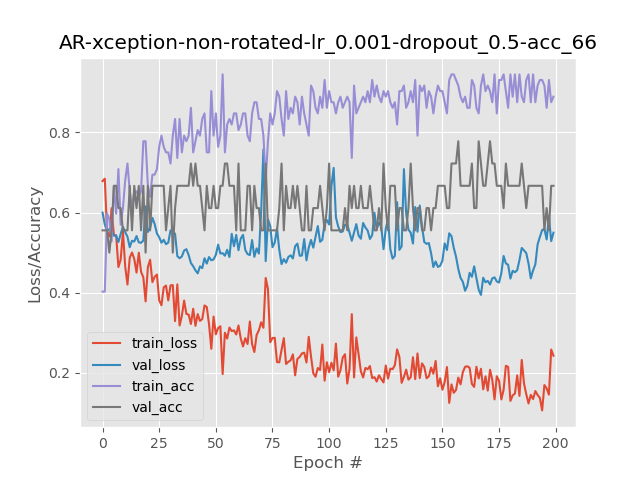 AR-xception-non-rotated-lr_0.001-dropout_0.5-acc_66
Loss/Accuracy
0.8
0.6
0.4
0.2
train_loss
val_loss
train_acc
val_acc
0 25 50 75 100 125 150 175 200
Epoch #